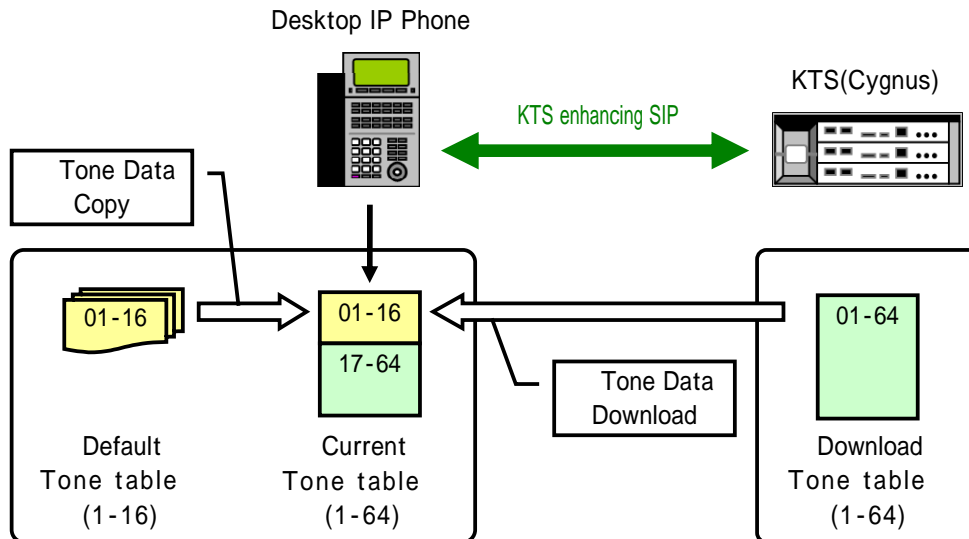 Desktop IP Phone
KTS(Cygnus)
KTS enhancing SIP
Tone Data
Copy
01-16
01-16
17-64
01-64
Tone Data
Download
Default
Tone table
(1-16)
Current
Tone table
(1-64)
Download
Tone table
(1-64)